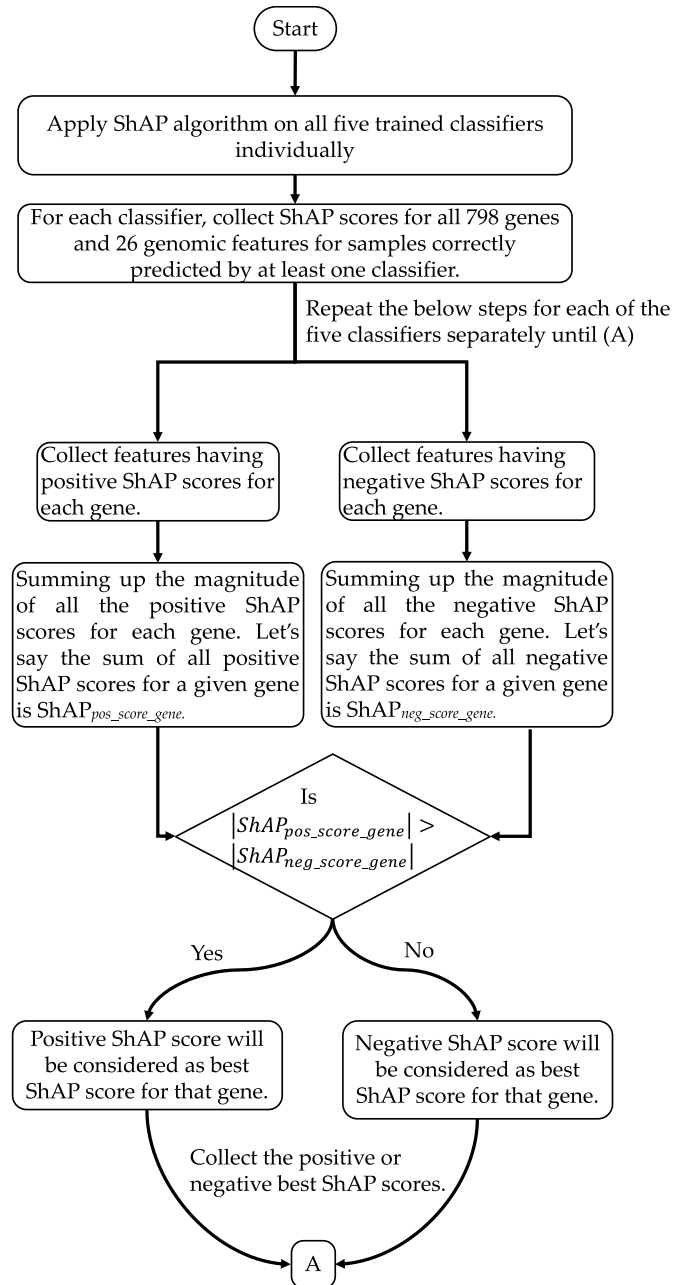 Start
Apply ShAP algorithm on all five trained classifiers
individually
For each classifier, collect ShAP scores for all 798 genes
and 26 genomic features for samples correctly
predicted by at least one classifier.
Repeat the below steps for each of the
five classifiers separately until (A)
Collect features having
positive ShAP scores for
each gene.
Collect features having
negative ShAP scores for
each gene.
Summing up the magnitude
of all the positive ShAP
scores for each gene. Let's
say the sum of all positive
ShAP scores for a given gene
is ShAP_pos_score_gene.
Summing up the magnitude
of all the negative ShAP
scores for each gene. Let's
say the sum of all negative
ShAP scores for a given gene
is ShAP_neg_score_gene.
Is
|ShAP_pos_score_gene| >
|ShAP_neg_score_gene|
Yes
No
Positive ShAP score will
be considered as best
ShAP score for that gene.
Negative ShAP score will
be considered as best
ShAP score for that gene.
Collect the positive or
negative best ShAP scores.
A